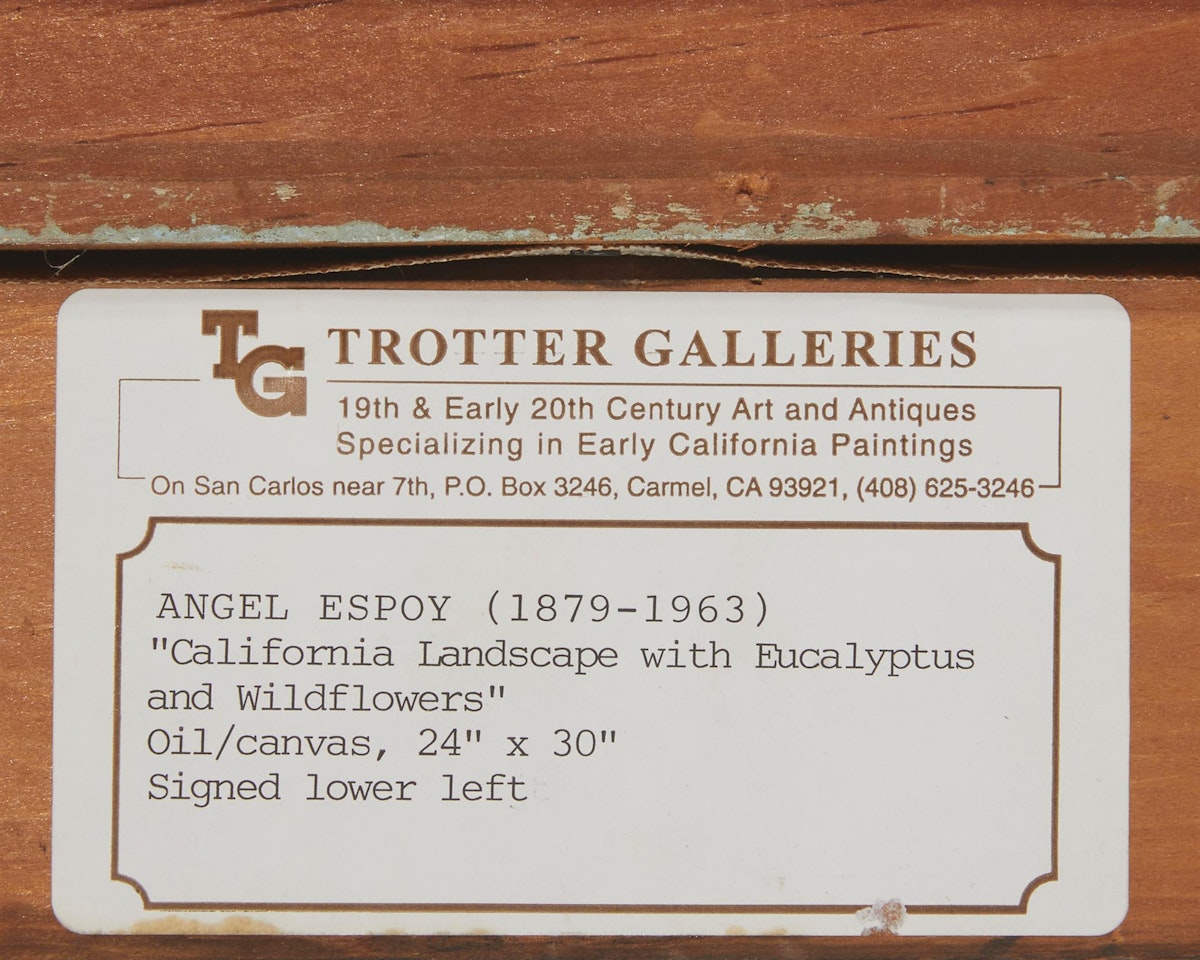 TG
TROTTER GALLERIES
19th & Early 20th Century Art and Antiques
Specializing in Early California Paintings
On San Carlos near 7th, P.O. Box 3246, Carmel, CA 93921, (408) 625-3246
ANGEL ESPOY (1879-1963)
"California Landscape with Eucalyptus
and Wildflowers"
Oil/canvas, 24" x 30"
Signed lower left